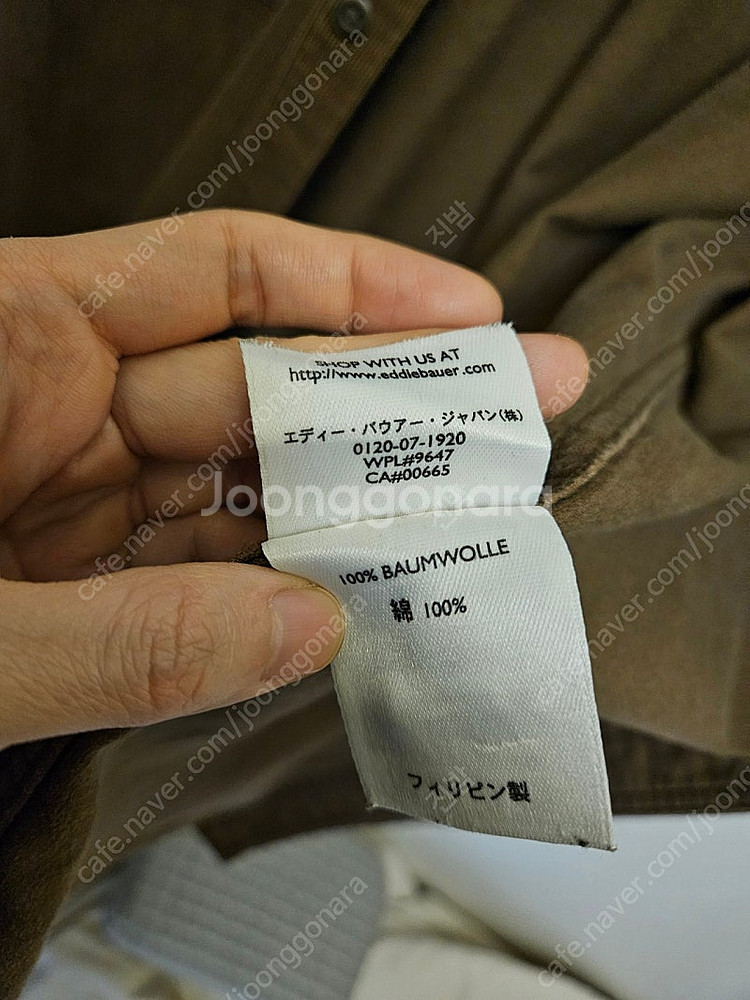 SHOP WITH US AT
http://www.eddiebauer.com
エディー・バウアー・ジャパン(株)
0120-07-1920
WPL#9647
CA#00665
Joonggonara
100% BAUMWOLLE
綿 100%
フィリピン製
cafe.naver.com/joonggonara
진밤